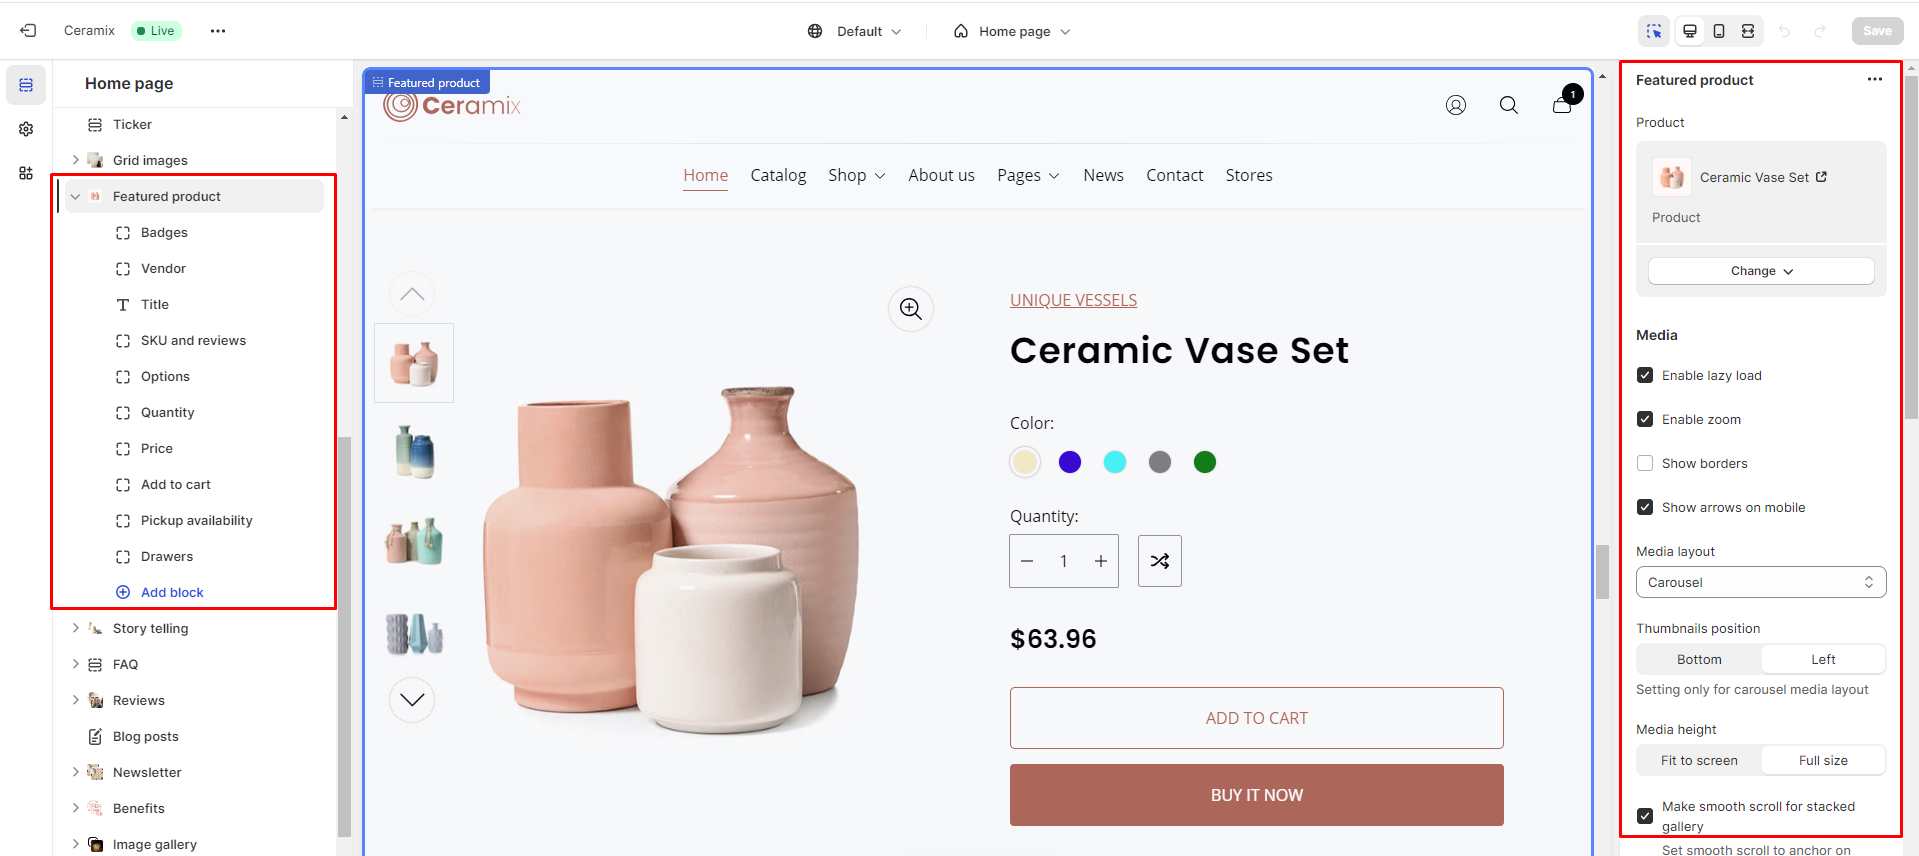 Ceramix
Live
Default
Home page
Save
Home page
Ticker
Grid images
Featured product
Badges
Vendor
Title
SKU and reviews
Options
Quantity
Price
Add to cart
Pickup availability
Drawers
Add block
Story telling
FAQ
Reviews
Blog posts
Newsletter
Benefits
Image gallery
Featured product
Ceramix
1
Home Catalog Shop About us Pages News Contact Stores
UNIQUE VESSELS
Ceramic Vase Set
Color:
Quantity:
1
$63.96
ADD TO CART
BUY IT NOW
Featured product
Product
Ceramic Vase Set
Product
Change
Media
Enable lazy load
Enable zoom
Show borders
Show arrows on mobile
Media layout
Carousel
Thumbnails position
Bottom Left
Setting only for carousel media layout
Media height
Fit to screen Full size
Make smooth scroll for stacked
gallery
Set smooth scroll to anchor on